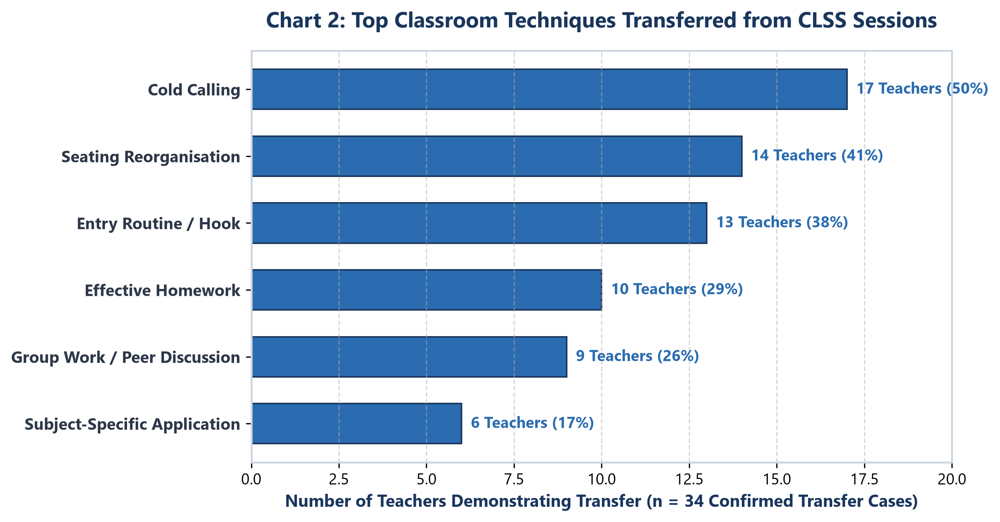 Chart 2: Top Classroom Techniques Transferred from CLSS Sessions
Cold Calling
17 Teachers (50%)
Seating Reorganisation
14 Teachers (41%)
Entry Routine / Hook
13 Teachers (38%)
Effective Homework
10 Teachers (29%)
Group Work / Peer Discussion
9 Teachers (26%)
Subject-Specific Application
6 Teachers (17%)
0.0 2.5 5.0 7.5 10.0 12.5 15.0 17.5 20.0
Number of Teachers Demonstrating Transfer (n = 34 Confirmed Transfer Cases)